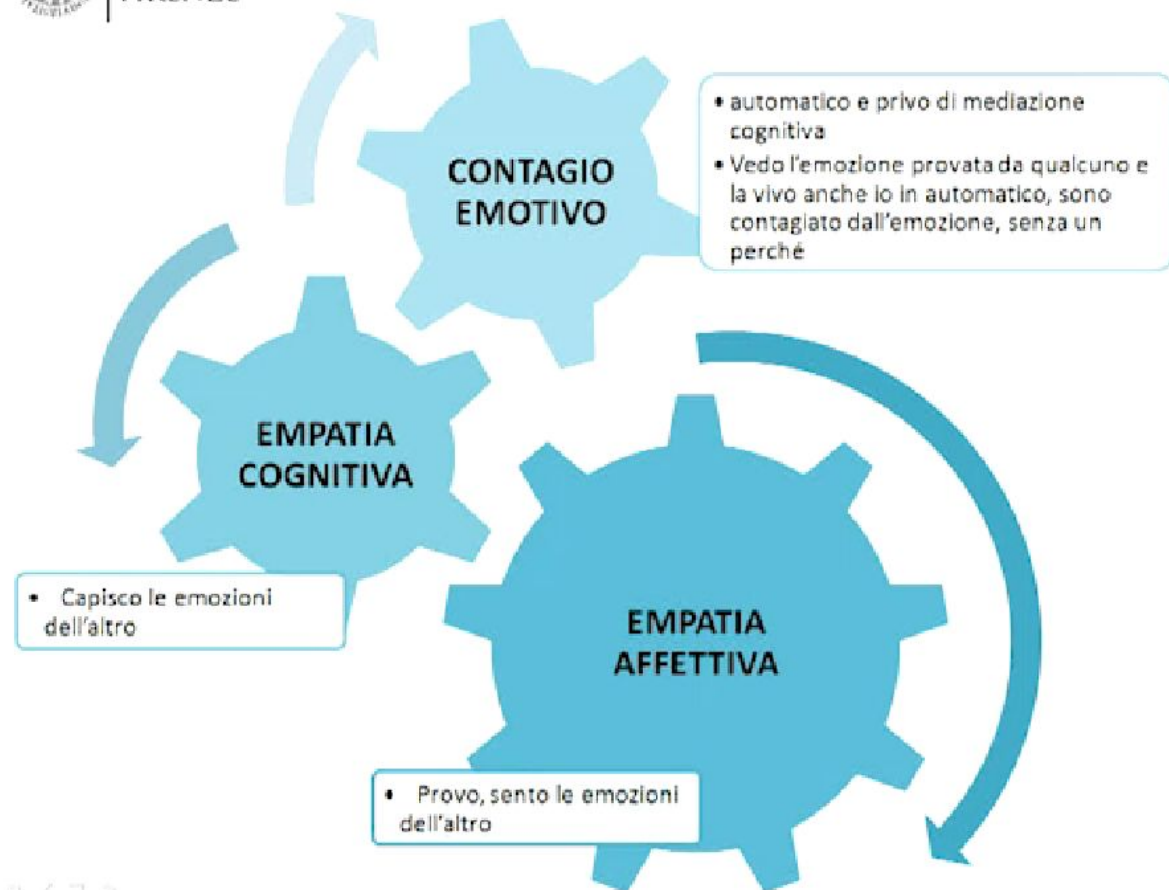 CONTAGIO
EMOTIVO
• automatico e privo di mediazione
cognitiva
• Vedo l'emozione provata da qualcuno e
la vivo anche io in automatico, sono
contagiato dall'emozione, senza un
perché
EMPATIA
COGNITIVA
• Capisco le emozioni
dell'altro
EMPATIA
AFFETTIVA
• Provo, sento le emozioni
dell'altro